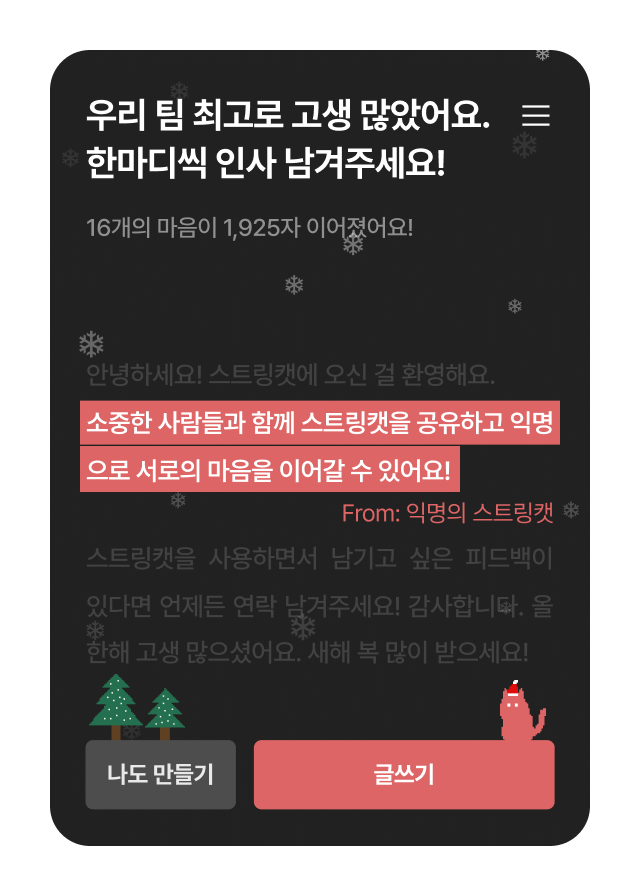 우리 팀 최고로 고생 많았어요.
한마디씩 인사 남겨주세요!
16개의 마음이 1,925자 이어졌어요!
안녕하세요! 스트링캣에 오신 걸 환영해요.
소중한 사람들과 함께 스트링캣을 공유하고 익명
으로 서로의 마음을 이어갈 수 있어요!
From: 익명의 스트링캣
스트링캣을 사용하면서 남기고 싶은 피드백이
있다면 언제든 연락 남겨주세요! 감사합니다. 올
한해 고생 많으셨어요. 새해 복 많이 받으세요!
나도 만들기
글쓰기